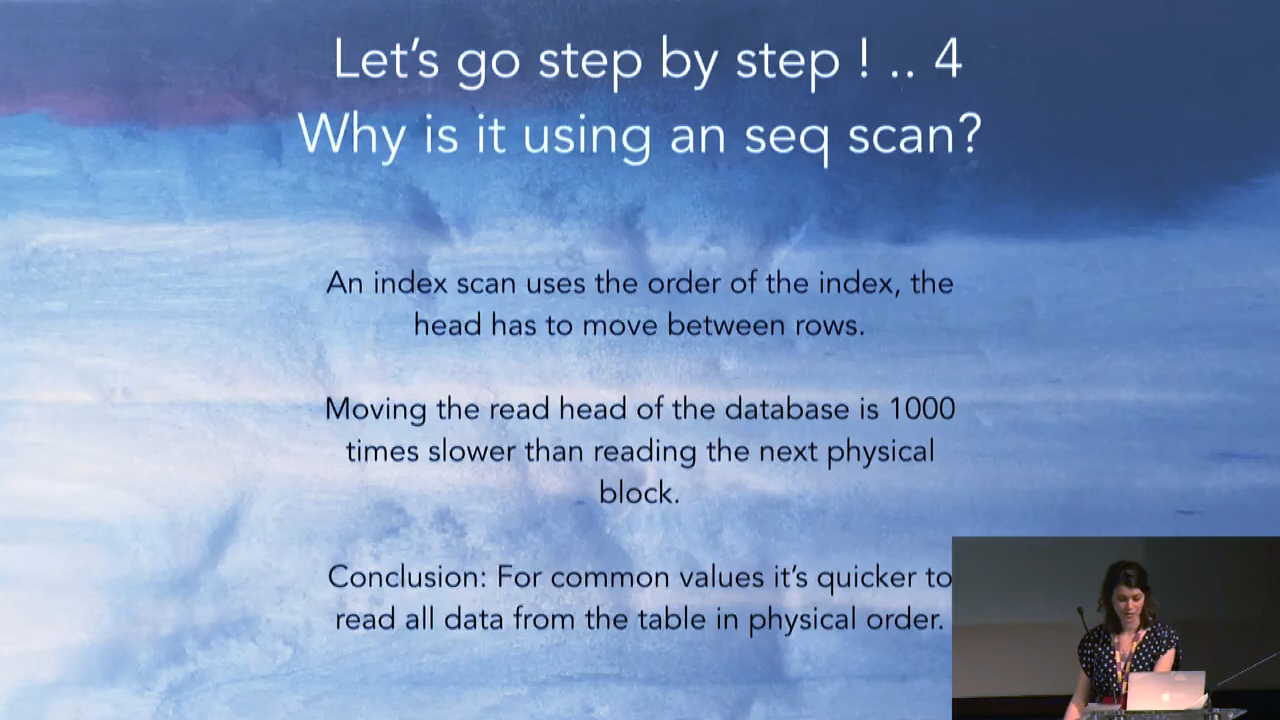 Let's go step by step ! .. 4
Why is it using an seq scan?
An index scan uses the order of the index, the
head has to move between rows.
Moving the read head of the database is 1000
times slower than reading the next physical
block.
Conclusion: For common values it's quicker to
read all data from the table in physical order.